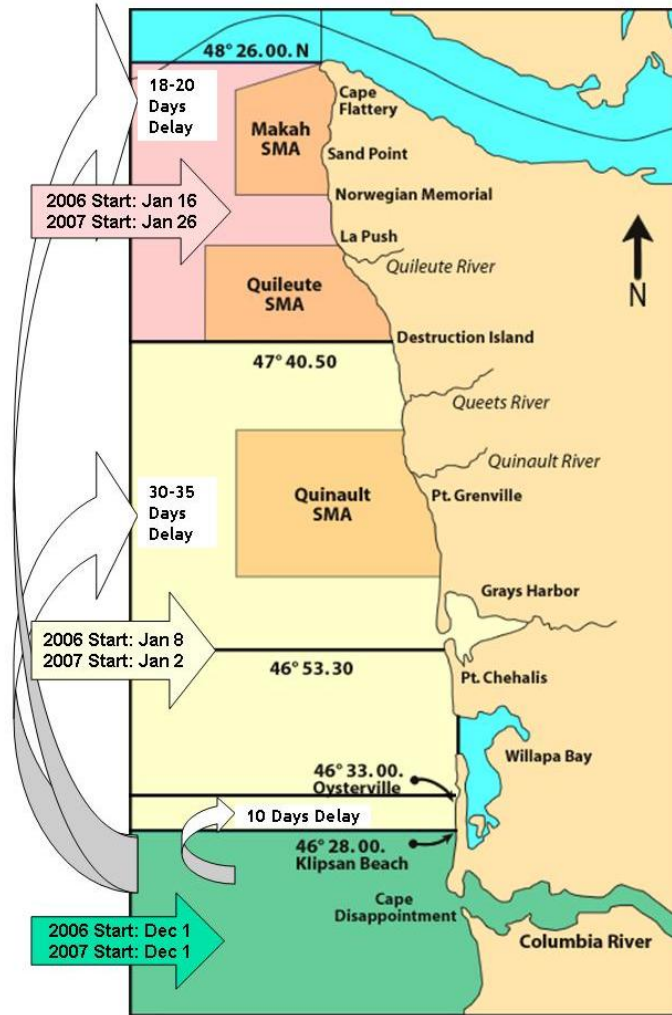 48° 26.00. N
18-20
Days
Delay
Cape
Flattery
Makah
SMA
Sand Point
2006 Start: Jan 16
2007 Start: Jan 26
Norwegian Memorial
La Push
Quileute River
N
Quileute
SMA
Destruction Island
47° 40.50
Queets River
Quinault River
30-35
Days
Delay
Quinault
SMA
Pt. Grenville
Grays Harbor
2006 Start: Jan 8
2007 Start: Jan 2
46° 53.30
Pt. Chehalis
Willapa Bay
46° 33.00.
Oysterville
10 Days Delay
46° 28.00.
Klipsan Beach
Cape
Disappointment
2006 Start: Dec 1
2007 Start: Dec 1
Columbia River